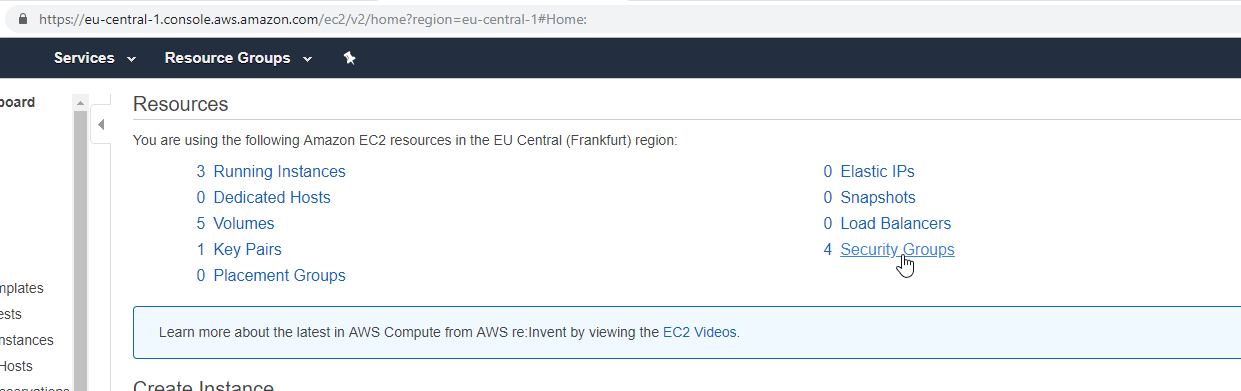 https://eu-central-1.console.aws.amazon.com/ec2/v2/home?region=eu-central-1#Home:
Services Resource Groups
board
Resources
You are using the following Amazon EC2 resources in the EU Central (Frankfurt) region:
3 Running Instances 0 Elastic IPs
0 Dedicated Hosts 0 Snapshots
5 Volumes 0 Load Balancers
1 Key Pairs 4 Security Groups
0 Placement Groups
mplates
ests
nstances
Hosts
Learn more about the latest in AWS Compute from AWS re:Invent by viewing the EC2 Videos.
Create Instance